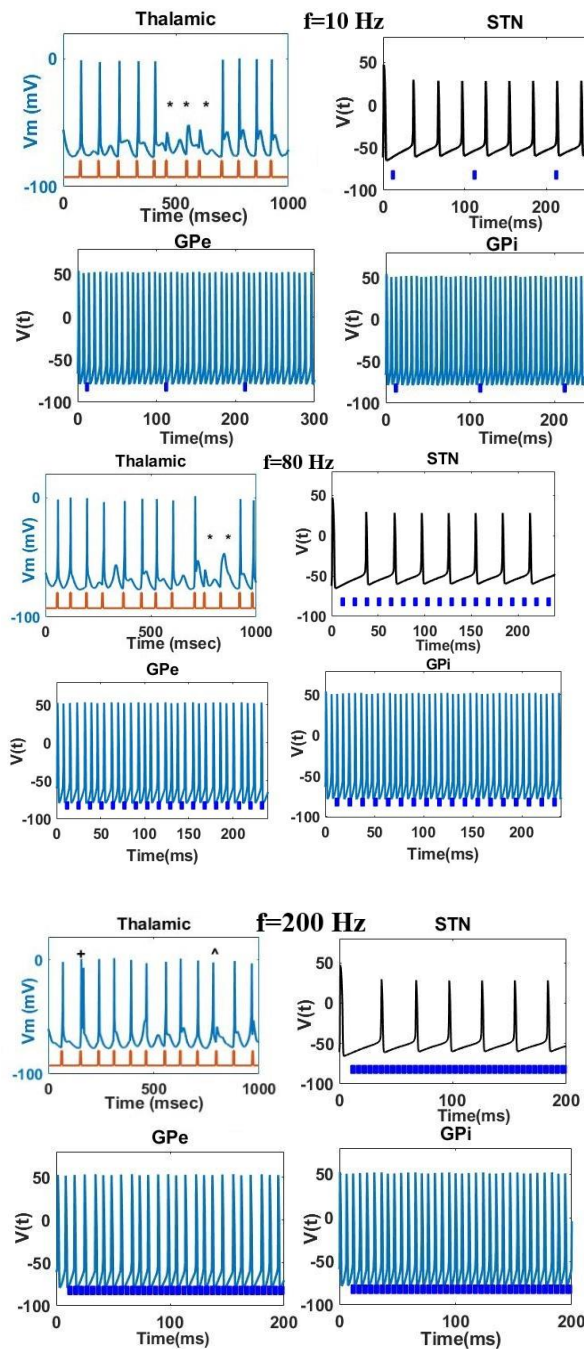 Thalamic f=10 Hz STN
Vm (mV)
0
-100
* * *
0 500 1000
Time (msec)
V(t)
50
0
-50
-100
0 100 200
Time(ms)
GPe
V(t)
50
0
-50
-100
0 100 200 300
Time(ms)
GPi
V(t)
50
0
-50
-100
0 100 200
Time(ms)
Thalamic f=80 Hz STN
Vm (mV)
0
-100
* *
0 500 1000
Time (msec)
V(t)
50
0
-50
-100
0 50 100 150 200
Time(ms)
GPe
V(t)
50
0
-50
-100
0 50 100 150 200
Time(ms)
GPi
V(t)
50
0
-50
-100
0 50 100 150 200
Time(ms)
Thalamic f=200 Hz STN
Vm (mV)
0
-100
+ ^
0 500 1000
Time (msec)
V(t)
50
0
-50
-100
0 100 200
Time(ms)
GPe
V(t)
50
0
-50
-100
0 100 200
Time(ms)
GPi
V(t)
50
0
-50
-100
0 100 200
Time(ms)